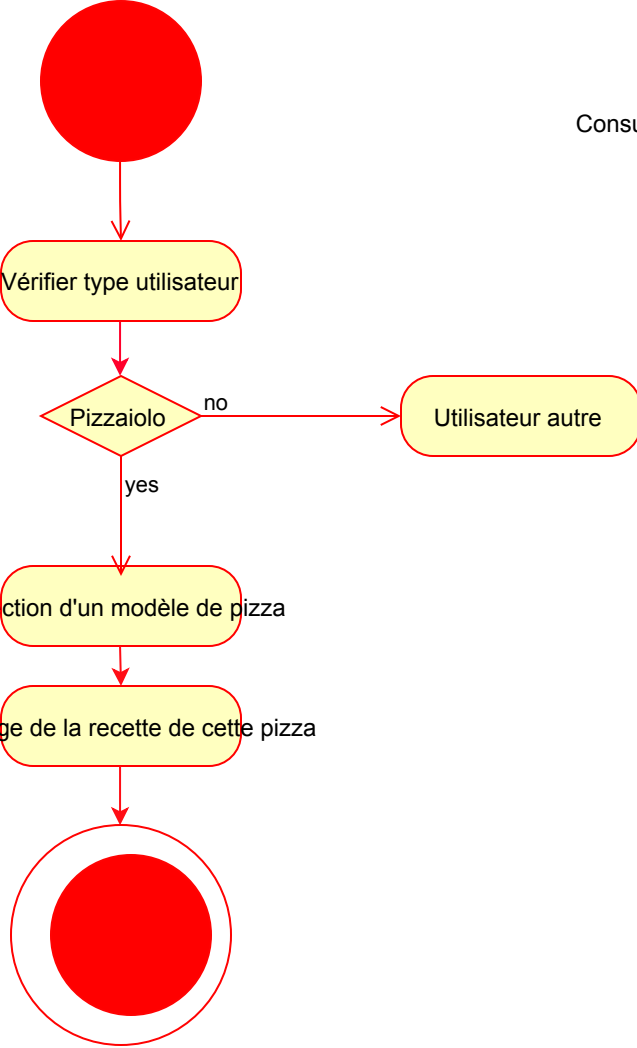 Consu
Vérifier type utilisateur
no
Pizzaiolo
Utilisateur autre
yes
ction d'un modèle de pizza
ge de la recette de cette pizza